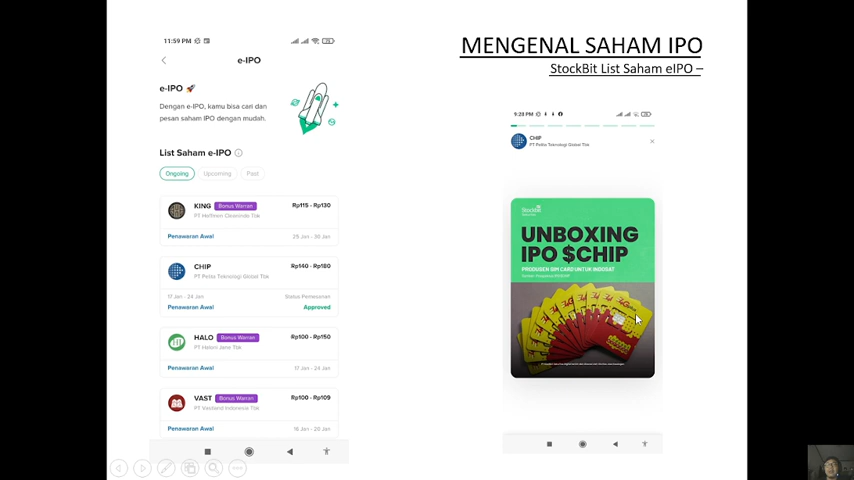 MENGENAL SAHAM IPO
StockBit List Saham eIPO –
11:59 PM
e-IPO
e-IPO
Dengan e-IPO, kamu bisa cari dan
pesan saham IPO dengan mudah.
List Saham e-IPO
Ongoing Upcoming Past
KING Bonus Warran Rp115 - Rp130
PT Hoffmen Cleanindo Tbk
Penawaran Awal 25 Jan - 30 Jan
CHIP Rp140 - Rp180
PT Pelita Teknologi Global Tbk
17 Jan - 24 Jan Status Pemesanan
Penawaran Awal Approved
HALO Bonus Warran Rp100 - Rp150
PT Haloni Jane Tbk
Penawaran Awal 17 Jan - 24 Jan
VAST Bonus Warran Rp100 - Rp109
PT Vastland Indonesia Tbk
Penawaran Awal 16 Jan - 20 Jan
9:28 PM
CHIP
PT Pelita Teknologi Global Tbk
Stockbit
UNBOXING
IPO $CHIP
PRODUSEN SIM CARD UNTUK INDOSAT